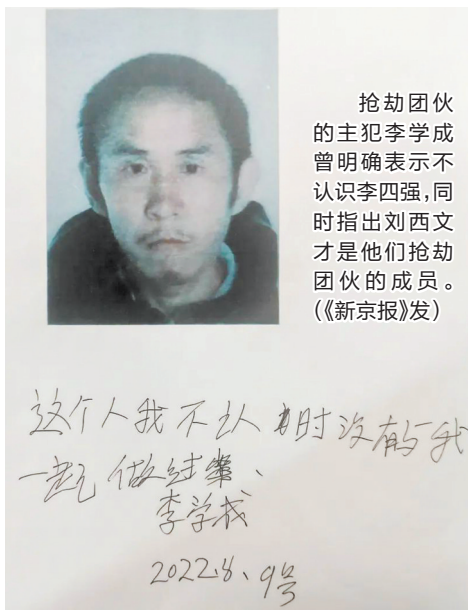 抢劫团伙
的主犯李学成
曾明确表示不
认识李四强,同
时指出刘西文
才是他们抢劫
团伙的成员。
(《新京报》发)
这个人我不认时没有与我
一起做过案、
李学成
2022.8、9号